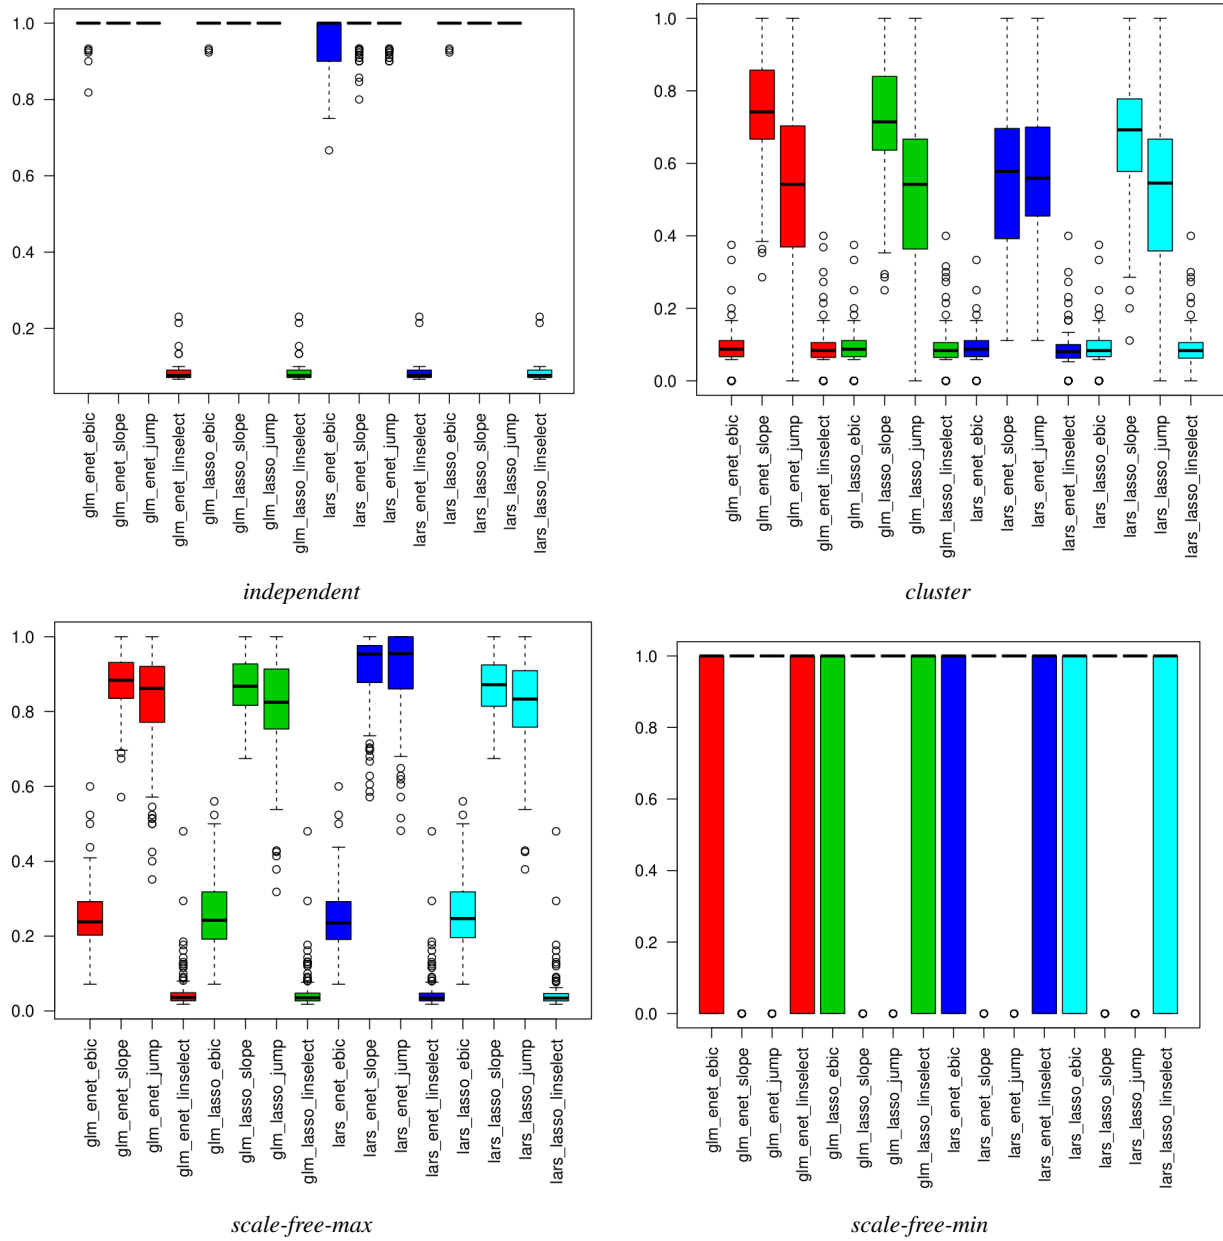 1.0
0.8
0.6
0.4
0.2
glm_enet_ebic
glm_enet_slope
glm_enet_jump
glm_enet_linselect
glm_lasso_ebic
glm_lasso_slope
glm_lasso_jump
glm_lasso_linselect
lars_enet_ebic
lars_enet_slope
lars_enet_jump
lars_enet_linselect
lars_lasso_ebic
lars_lasso_slope
lars_lasso_jump
lars_lasso_linselect
independent
1.0
0.8
0.6
0.4
0.2
0.0
glm_enet_ebic
glm_enet_slope
glm_enet_jump
glm_enet_linselect
glm_lasso_ebic
glm_lasso_slope
glm_lasso_jump
glm_lasso_linselect
lars_enet_ebic
lars_enet_slope
lars_enet_jump
lars_enet_linselect
lars_lasso_ebic
lars_lasso_slope
lars_lasso_jump
lars_lasso_linselect
cluster
1.0
0.8
0.6
0.4
0.2
0.0
glm_enet_ebic
glm_enet_slope
glm_enet_jump
glm_enet_linselect
glm_lasso_ebic
glm_lasso_slope
glm_lasso_jump
glm_lasso_linselect
lars_enet_ebic
lars_enet_slope
lars_enet_jump
lars_enet_linselect
lars_lasso_ebic
lars_lasso_slope
lars_lasso_jump
lars_lasso_linselect
scale-free-max
1.0
0.8
0.6
0.4
0.2
0.0
glm_enet_ebic
glm_enet_slope
glm_enet_jump
glm_enet_linselect
glm_lasso_ebic
glm_lasso_slope
glm_lasso_jump
glm_lasso_linselect
lars_enet_ebic
lars_enet_slope
lars_enet_jump
lars_enet_linselect
lars_lasso_ebic
lars_lasso_slope
lars_lasso_jump
lars_lasso_linselect
scale-free-min